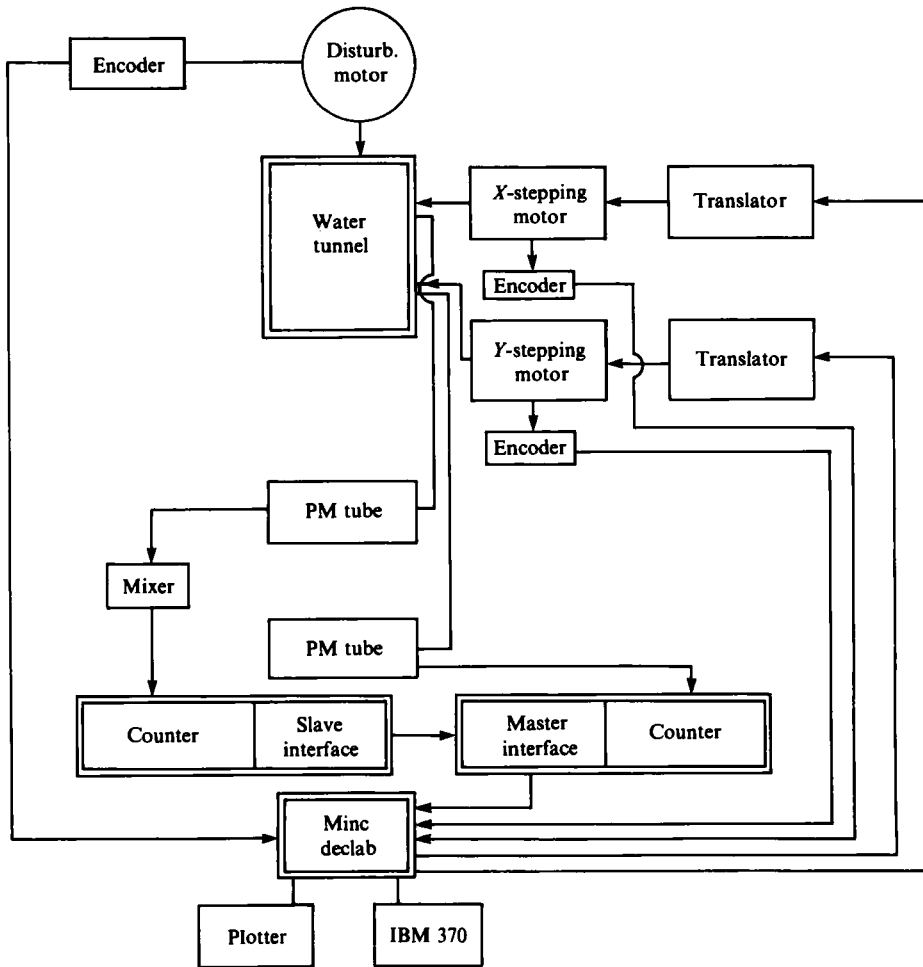 Encoder
Disturb.
motor
Water
tunnel
X-stepping
motor
Translator
Encoder
Y-stepping
motor
Translator
Encoder
PM tube
Mixer
PM tube
Counter
Slave
interface
Master
interface
Counter
Minc
declab
Plotter
IBM 370